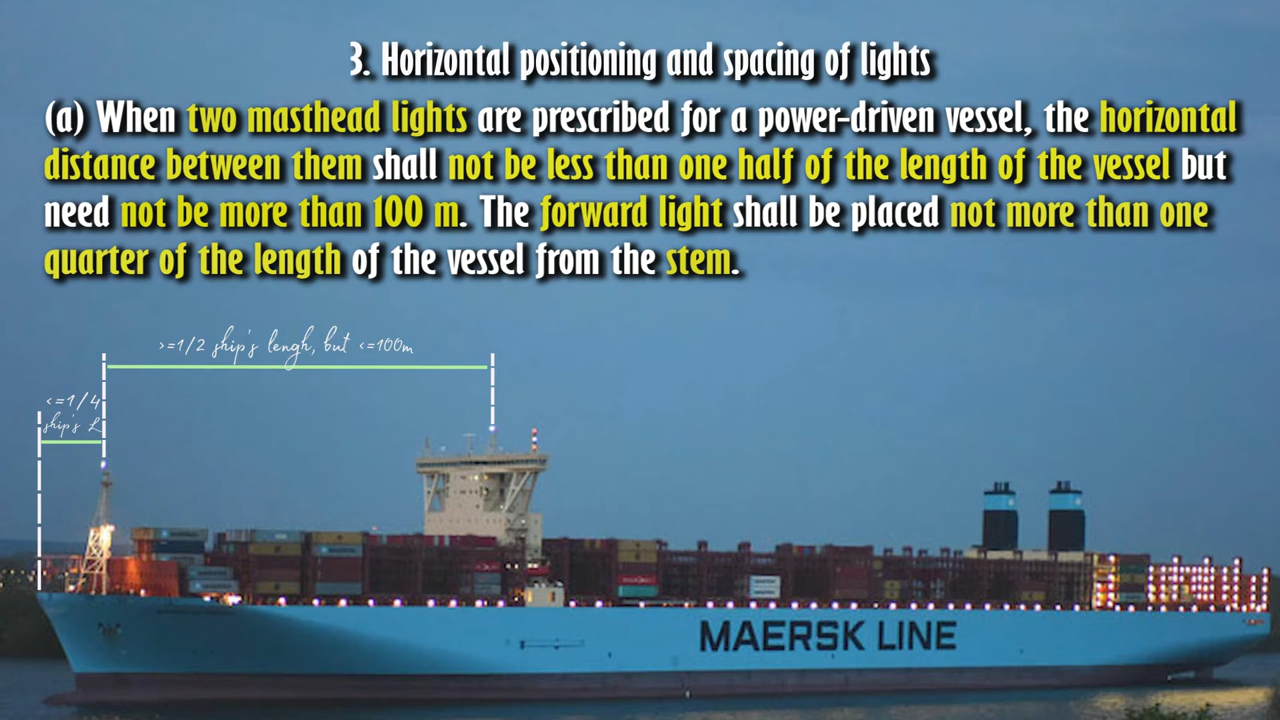 3. Horizontal positioning and spacing of lights
(a) When two masthead lights are prescribed for a power-driven vessel, the horizontal
distance between them shall not be less than one half of the length of the vessel but
need not be more than 100 m. The forward light shall be placed not more than one
quarter of the length of the vessel from the stem.
>=1/2 ship's lengh, but <=100m
<=1/4
ship's L
MAERSK LINE